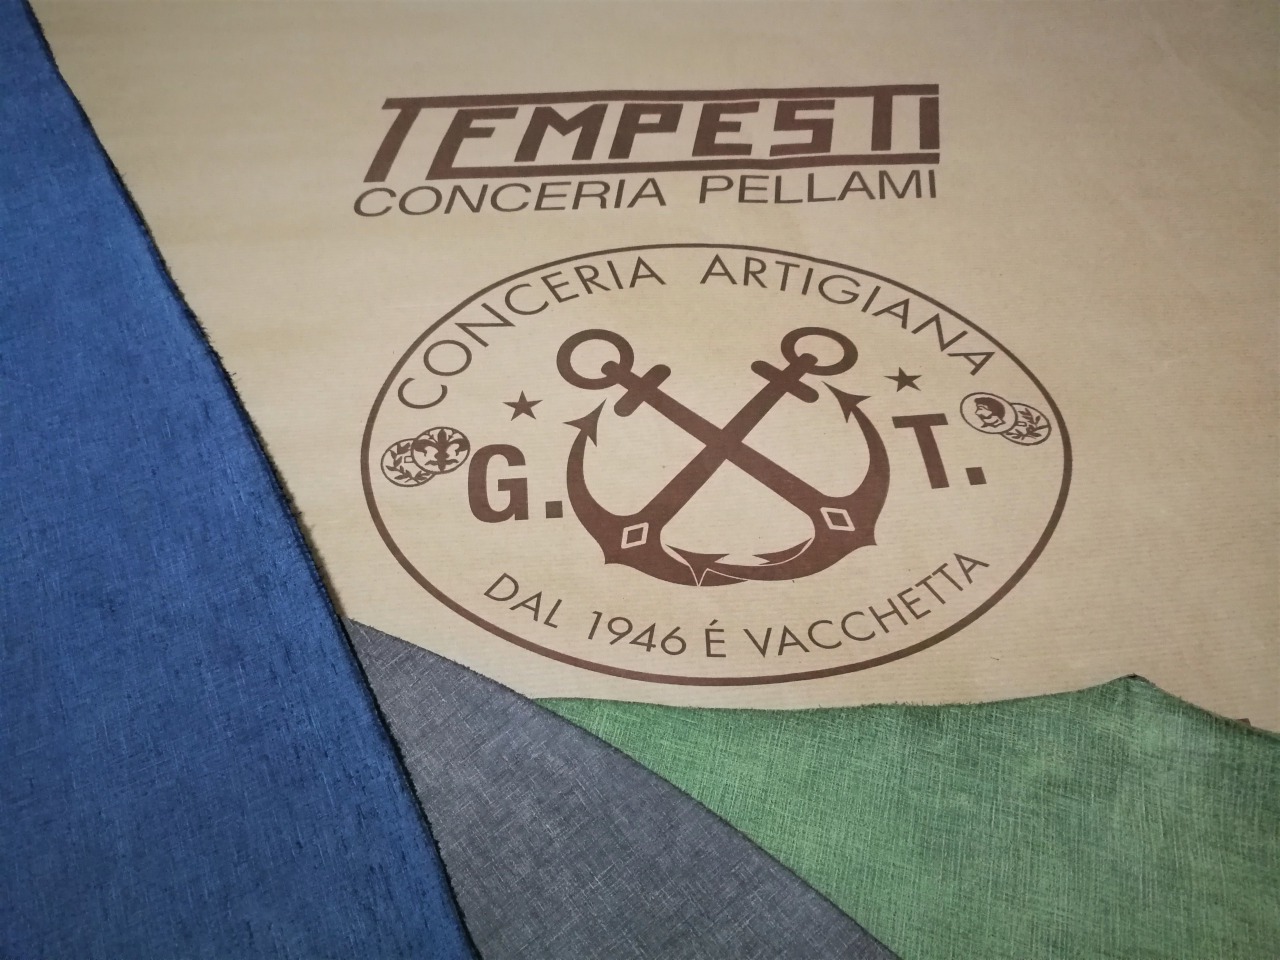 TEMPESTI
CONCERIA PELLAMI
CONCERIA ARTIGIANA
G. T.
DAL 1946 É VACCHETTA